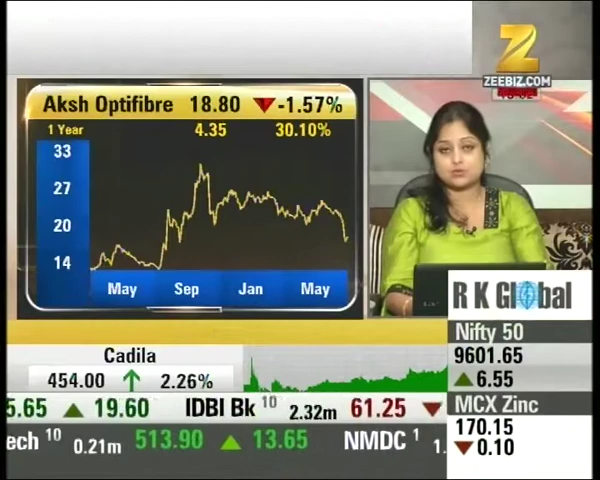 Z
ZEEBIZ.COM
Aksh Optifibre 18.80 ▼ -1.57%
1 Year 4.35 30.10%
33
27
20
14
May Sep Jan May
R K Global
Nifty 50
9601.65
▲ 6.55
MCX Zinc
170.15
▼ 0.10
Cadila
454.00 ↑ 2.26%
5.65 ▲ 19.60 IDBI Bk 10 2.32m 61.25 ▼
ech 10 0.21m 513.90 ▲ 13.65 NMDC 1 1.